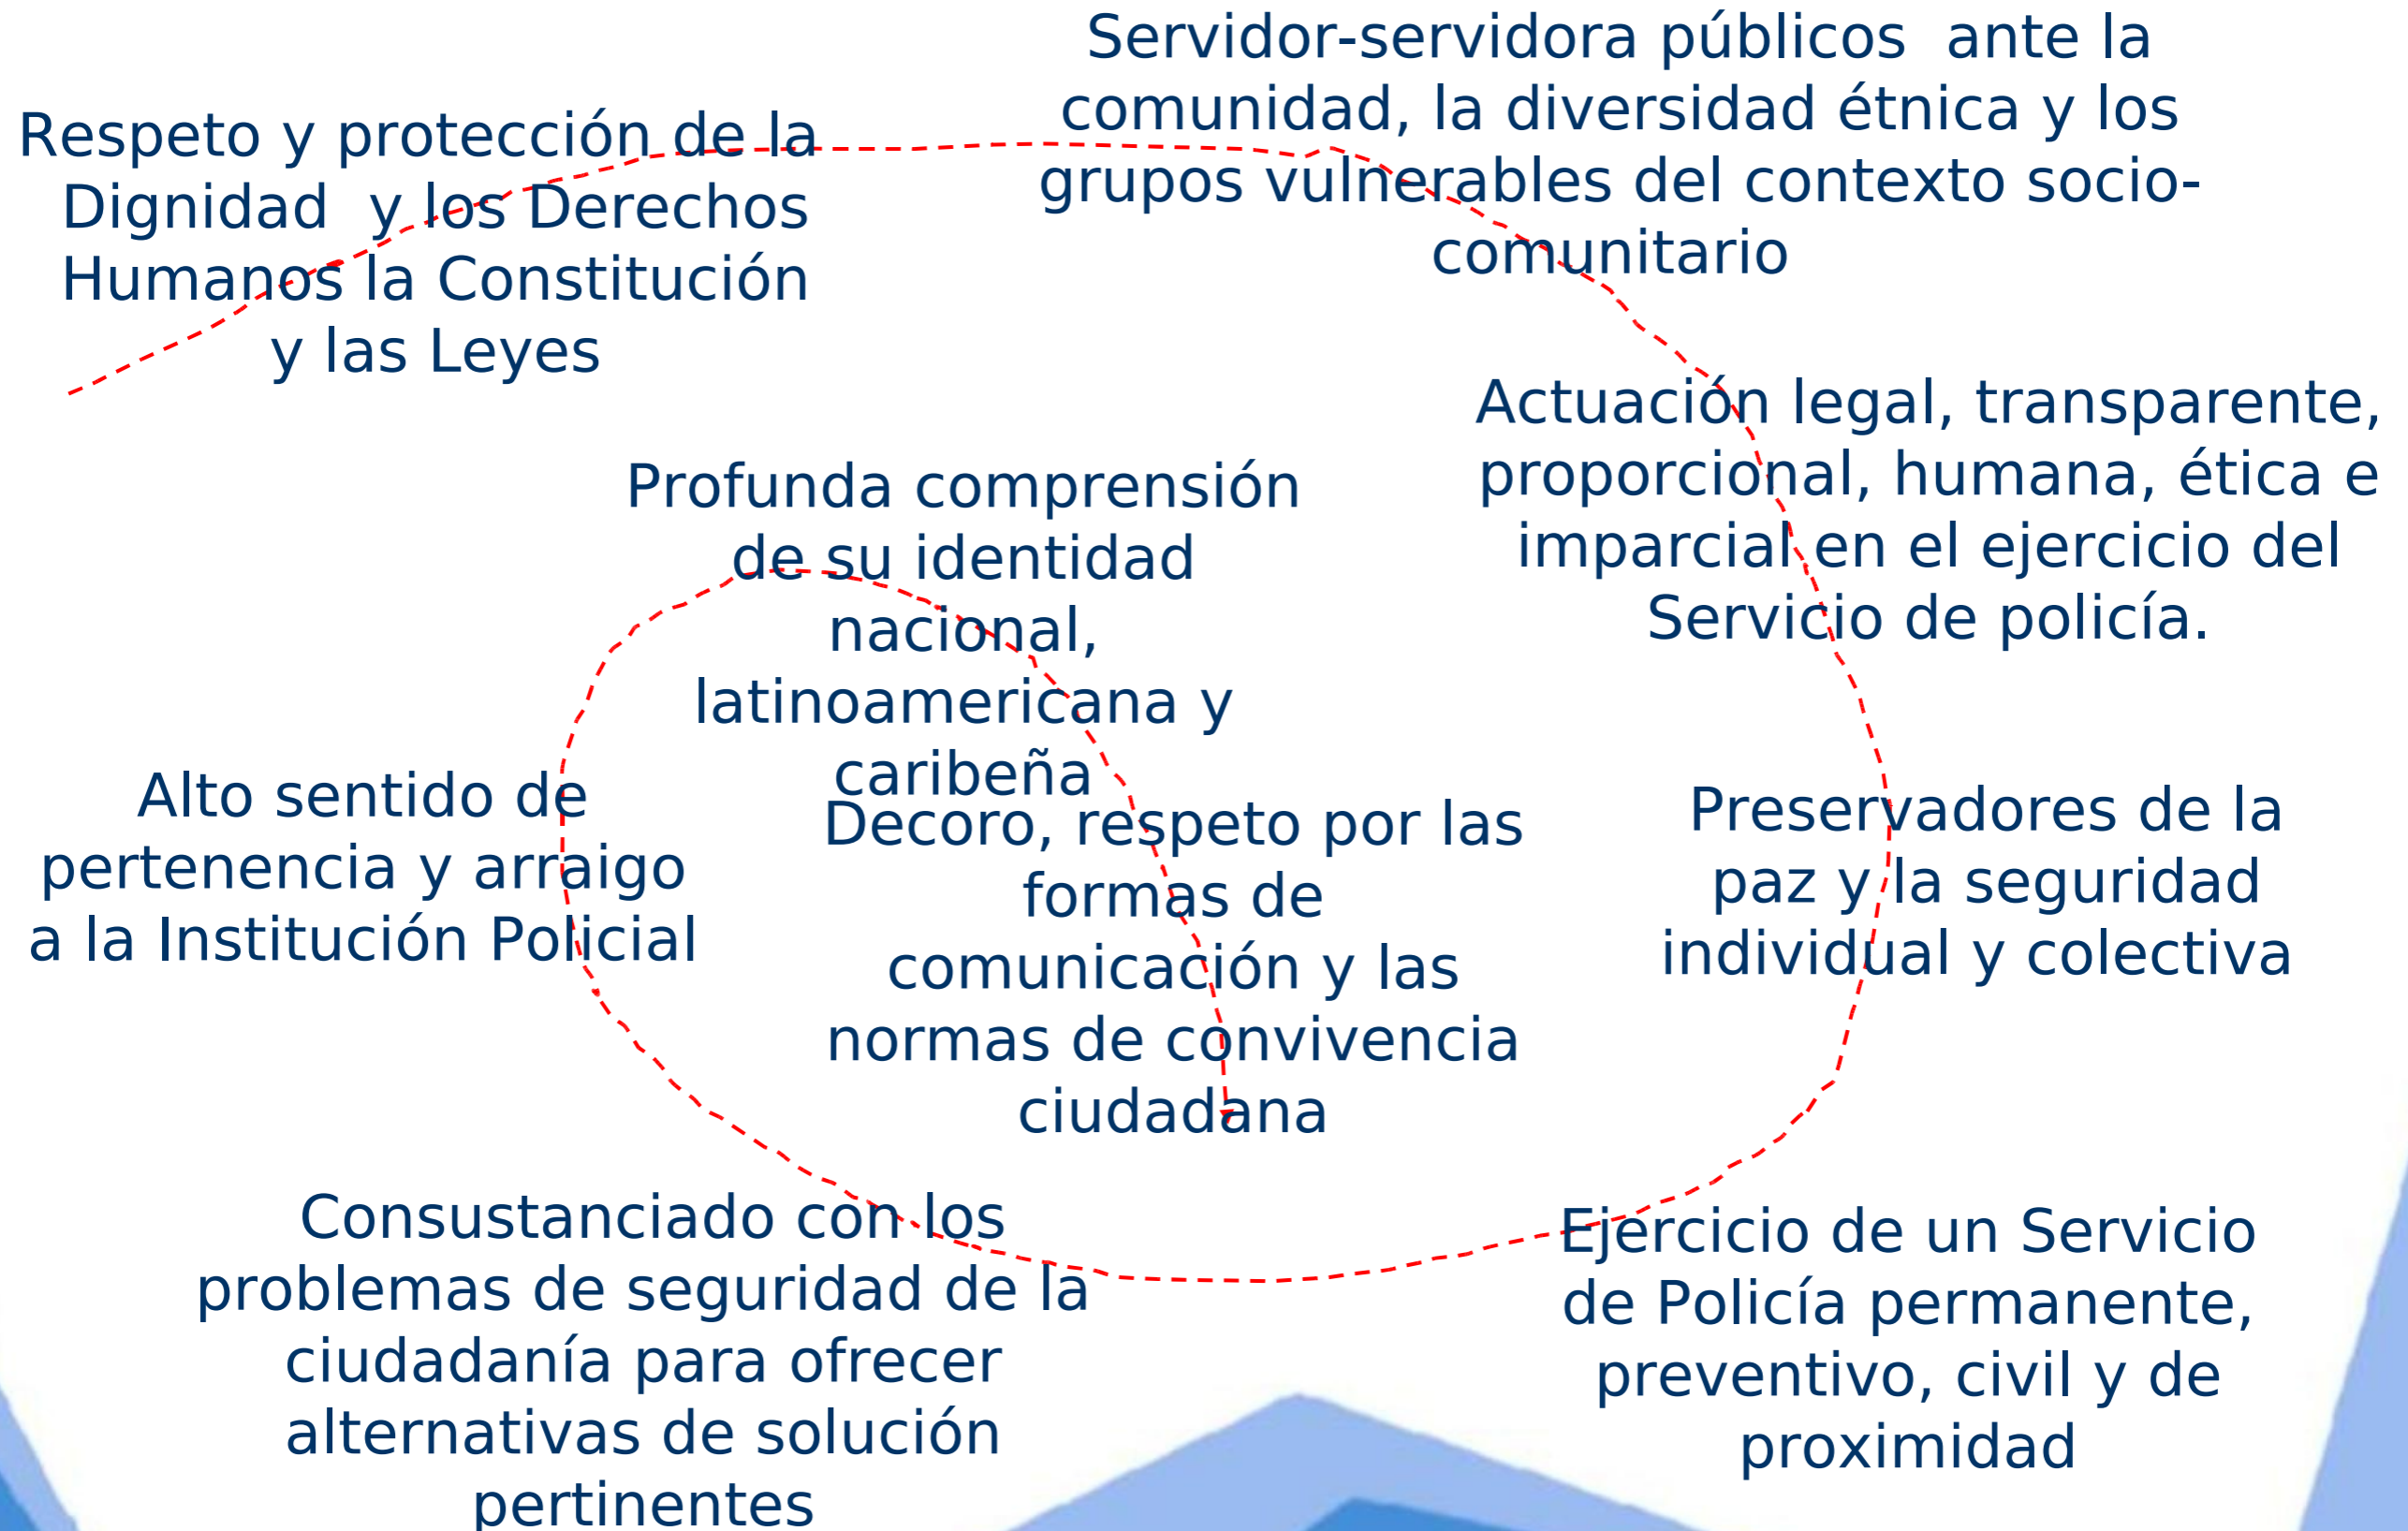 Respeto y protección de la
Dignidad  y los Derechos
Humanos la Constitución
y las Leyes
Servidor-servidora públicos  ante la
comunidad, la diversidad étnica y los
grupos vulnerables del contexto socio-
comunitario
Actuación legal, transparente,
proporcional, humana, ética e
imparcial en el ejercicio del
Servicio de policía.
Preservadores de la
paz y la seguridad
individual y colectiva
Ejercicio de un Servicio
de Policía permanente,
preventivo, civil y de
proximidad
Consustanciado con los
problemas de seguridad de la
ciudadanía para ofrecer
alternativas de solución
pertinentes
Alto sentido de
pertenencia y arraigo
a la Institución Policial
Profunda comprensión
de su identidad
nacional,
latinoamericana y
caribeña
Decoro, respeto por las
formas de
comunicación y las
normas de convivencia
ciudadana